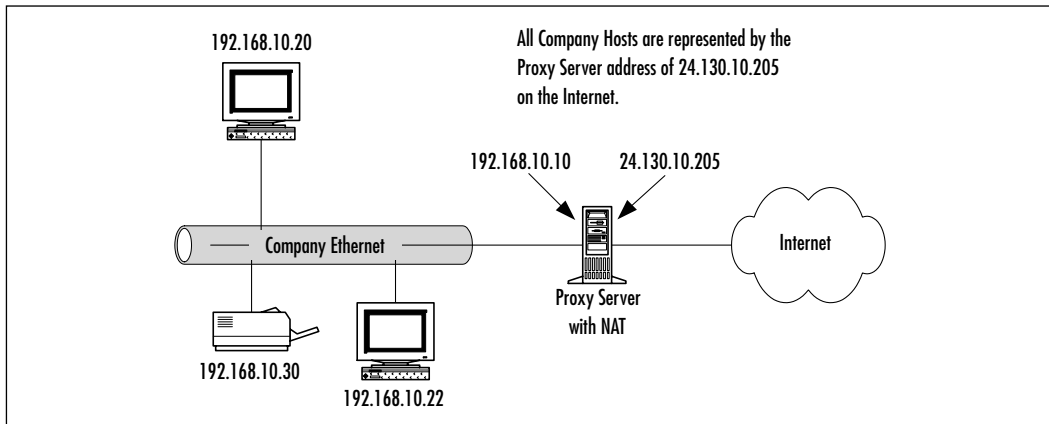 192.168.10.20
All Company Hosts are represented by the
Proxy Server address of 24.130.10.205
on the Internet.
192.168.10.10
24.130.10.205
Company Ethernet
Internet
Proxy Server
with NAT
192.168.10.30
192.168.10.22